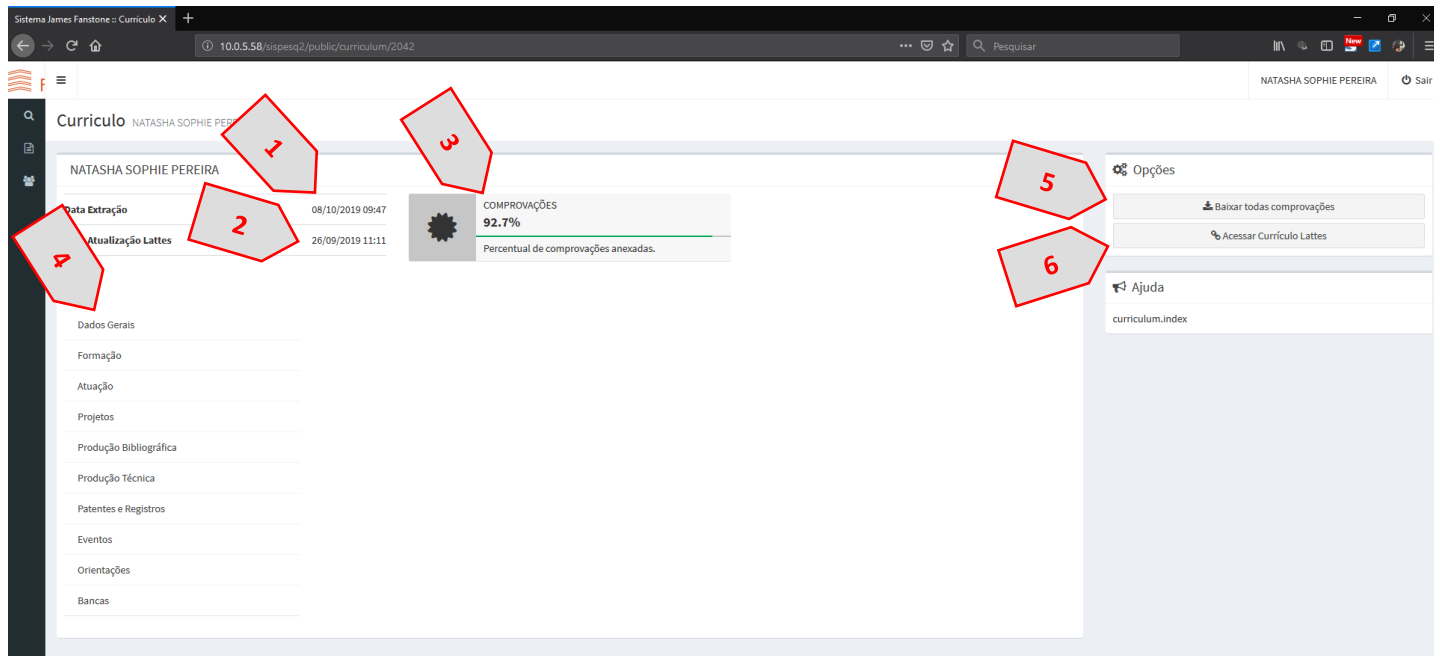 Sistema James Fanstone :: Currículo
10.0.5.58/sispesq2/public/curriculum/2042
Pesquisar
New
F
NATASHA SOPHIE PEREIRA
Sair
Curriculo NATASHA SOPHIE PER
1
3
NATASHA SOPHIE PEREIRA
5
Opções
Data Extração 08/10/2019 09:47
COMPROVAÇÕES
92.7%
Baixar todas comprovações
2
Atualização Lattes 26/09/2019 11:11
Percentual de comprovações anexadas.
Acessar Currículo Lattes
4
6
Ajuda
curriculum.index
Dados Gerais
Formação
Atuação
Projetos
Produção Bibliográfica
Produção Técnica
Patentes e Registros
Eventos
Orientações
Bancas